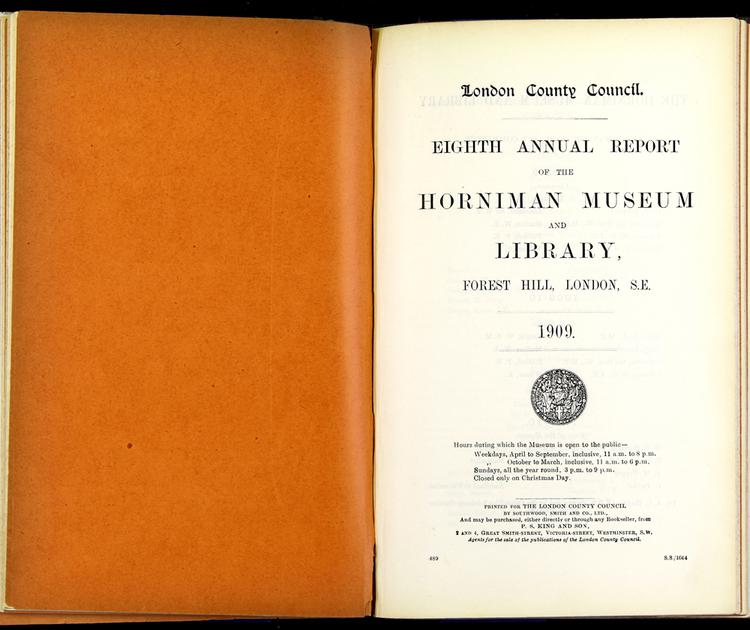 London County Council.
EIGHTH ANNUAL REPORT
OF THE
HORNIMAN MUSEUM
AND
LIBRARY,
FOREST HILL, LONDON, S.E.
1909.
Hours during which the Museum is open to the public—
Weekdays, April to September, inclusive, 11 a.m. to 8 p.m.
„ October to March, inclusive, 11 a.m. to 6 p.m.
Sundays, all the year round, 3 p.m. to 9 p.m.
Closed only on Christmas Day.
PRINTED FOR THE LONDON COUNTY COUNCIL
BY SOUTHWOOD, SMITH AND CO., LTD.,
And may be purchased, either directly or through any Bookseller, from
P. S. KING AND SON,
2 AND 4, GREAT SMITH-STREET, VICTORIA-STREET, WESTMINSTER, S.W,
Agents for the sale of the publications of the London County Council.
489 S.S./1664